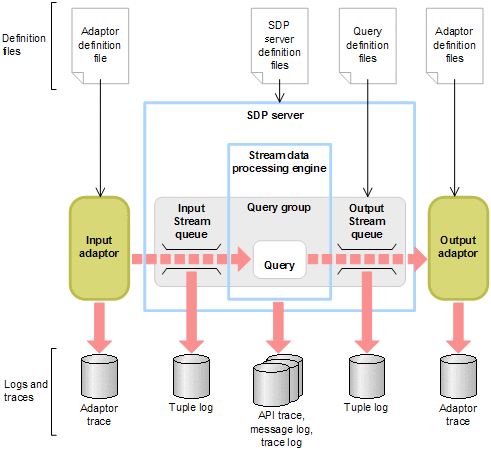 Definition
files
Adaptor
definition
file
SDP
server
definition
files
Query
definition
files
Adaptor
definition
files
SDP server
Stream data
processing engine
Input
Stream
queue
Query group
Output
Stream
queue
Input
adaptor
Query
Output
adaptor
Logs and
traces
Adaptor
trace
Tuple log
API trace,
message log,
trace log
Tuple log
Adaptor
trace